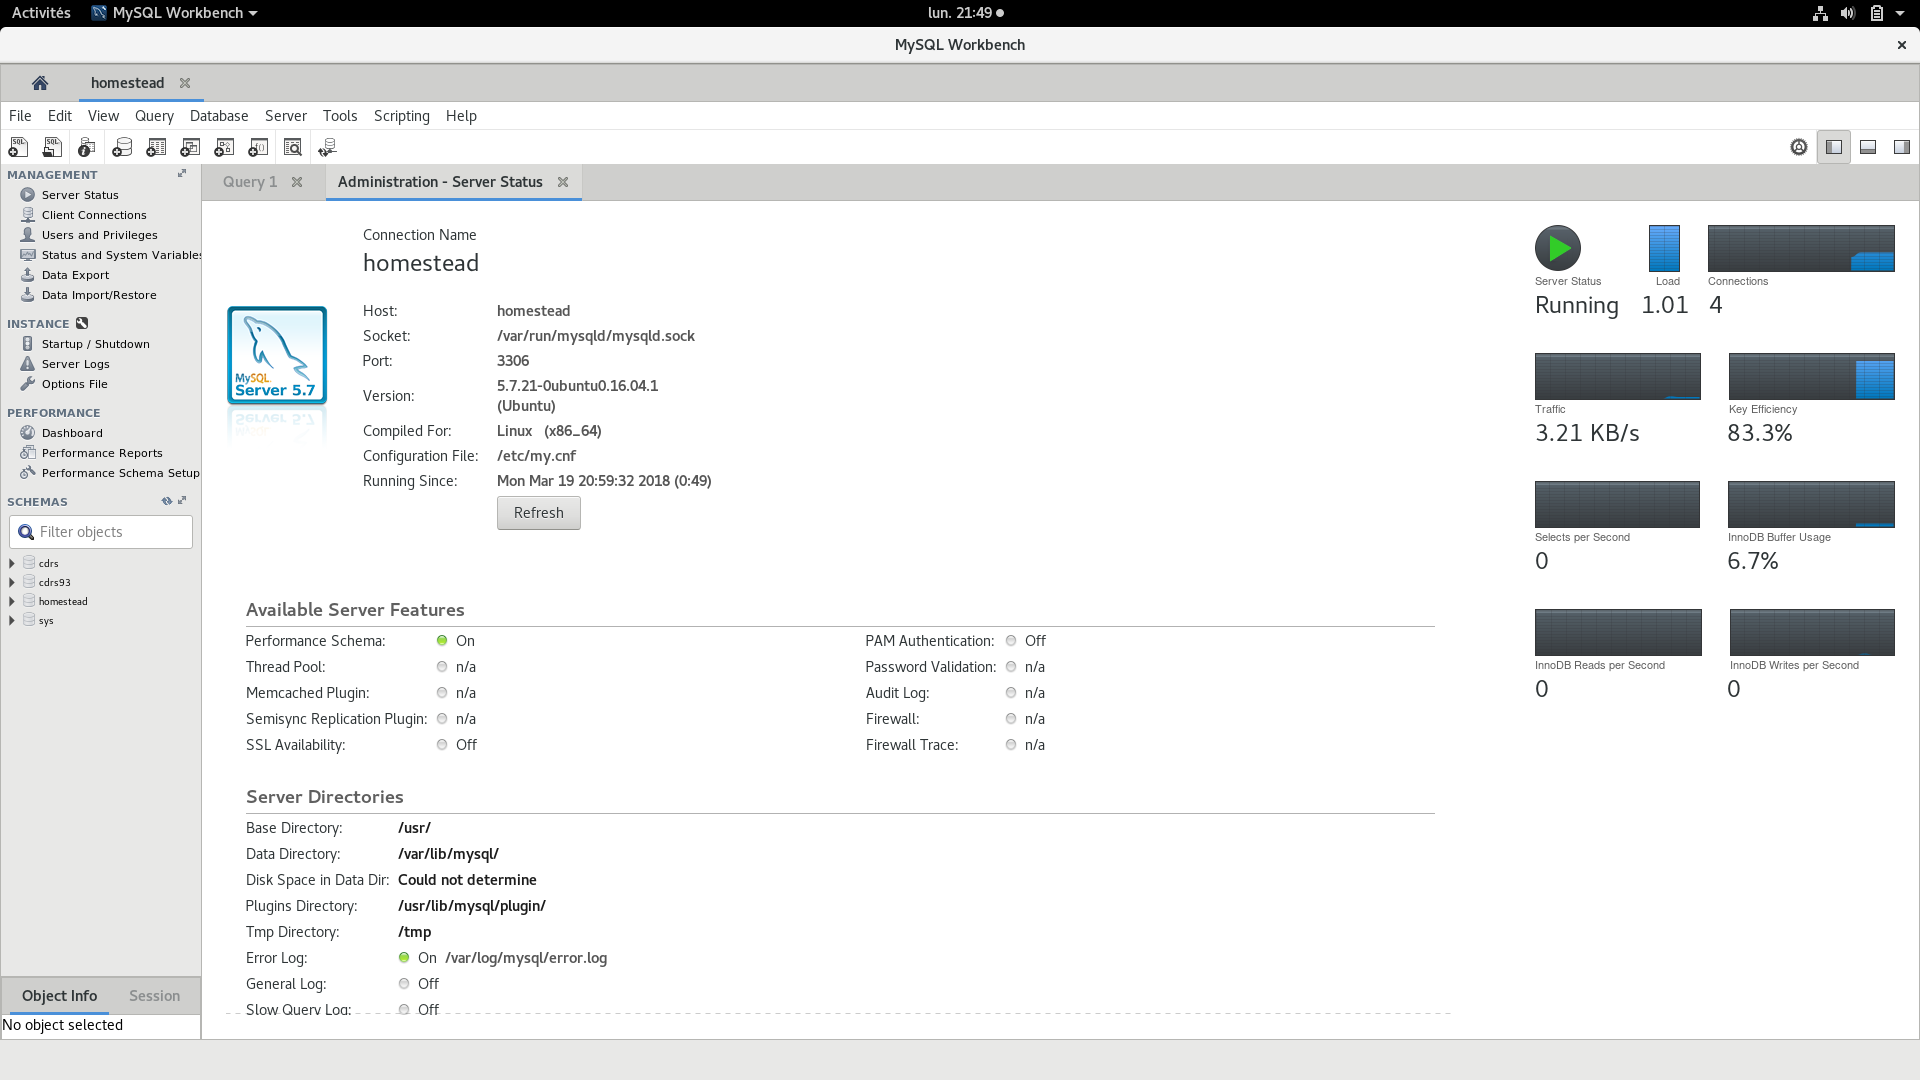 Activités
MySQL Workbench
lun. 21:49
MySQL Workbench
homestead
File Edit View Query Database Server Tools Scripting Help
MANAGEMENT
Server Status
Client Connections
Users and Privileges
Status and System Variables
Data Export
Data Import/Restore
INSTANCE
Startup / Shutdown
Server Logs
Options File
PERFORMANCE
Dashboard
Performance Reports
Performance Schema Setup
SCHEMAS
Filter objects
cdrs
cdrs93
homestead
sys
Object Info Session
No object selected
Query 1
Administration - Server Status
Connection Name
homestead
MySQL
Server 5.7
Host: homestead
Socket: /var/run/mysqld/mysqld.sock
Port: 3306
Version: 5.7.21-0ubuntu0.16.04.1
(Ubuntu)
Compiled For: Linux (x86_64)
Configuration File: /etc/my.cnf
Running Since: Mon Mar 19 20:59:32 2018 (0:49)
Refresh
Available Server Features
Performance Schema: On
Thread Pool: n/a
Memcached Plugin: n/a
Semisync Replication Plugin: n/a
SSL Availability: Off
PAM Authentication: Off
Password Validation: n/a
Audit Log: n/a
Firewall: n/a
Firewall Trace: n/a
Server Directories
Base Directory: /usr/
Data Directory: /var/lib/mysql/
Disk Space in Data Dir: Could not determine
Plugins Directory: /usr/lib/mysql/plugin/
Tmp Directory: /tmp
Error Log: On /var/log/mysql/error.log
General Log: Off
Slow Query Log: Off
Server Status
Running
Load
1.01
Connections
4
Traffic
3.21 KB/s
Key Efficiency
83.3%
Selects per Second
0
InnoDB Buffer Usage
6.7%
InnoDB Reads per Second
0
InnoDB Writes per Second
0